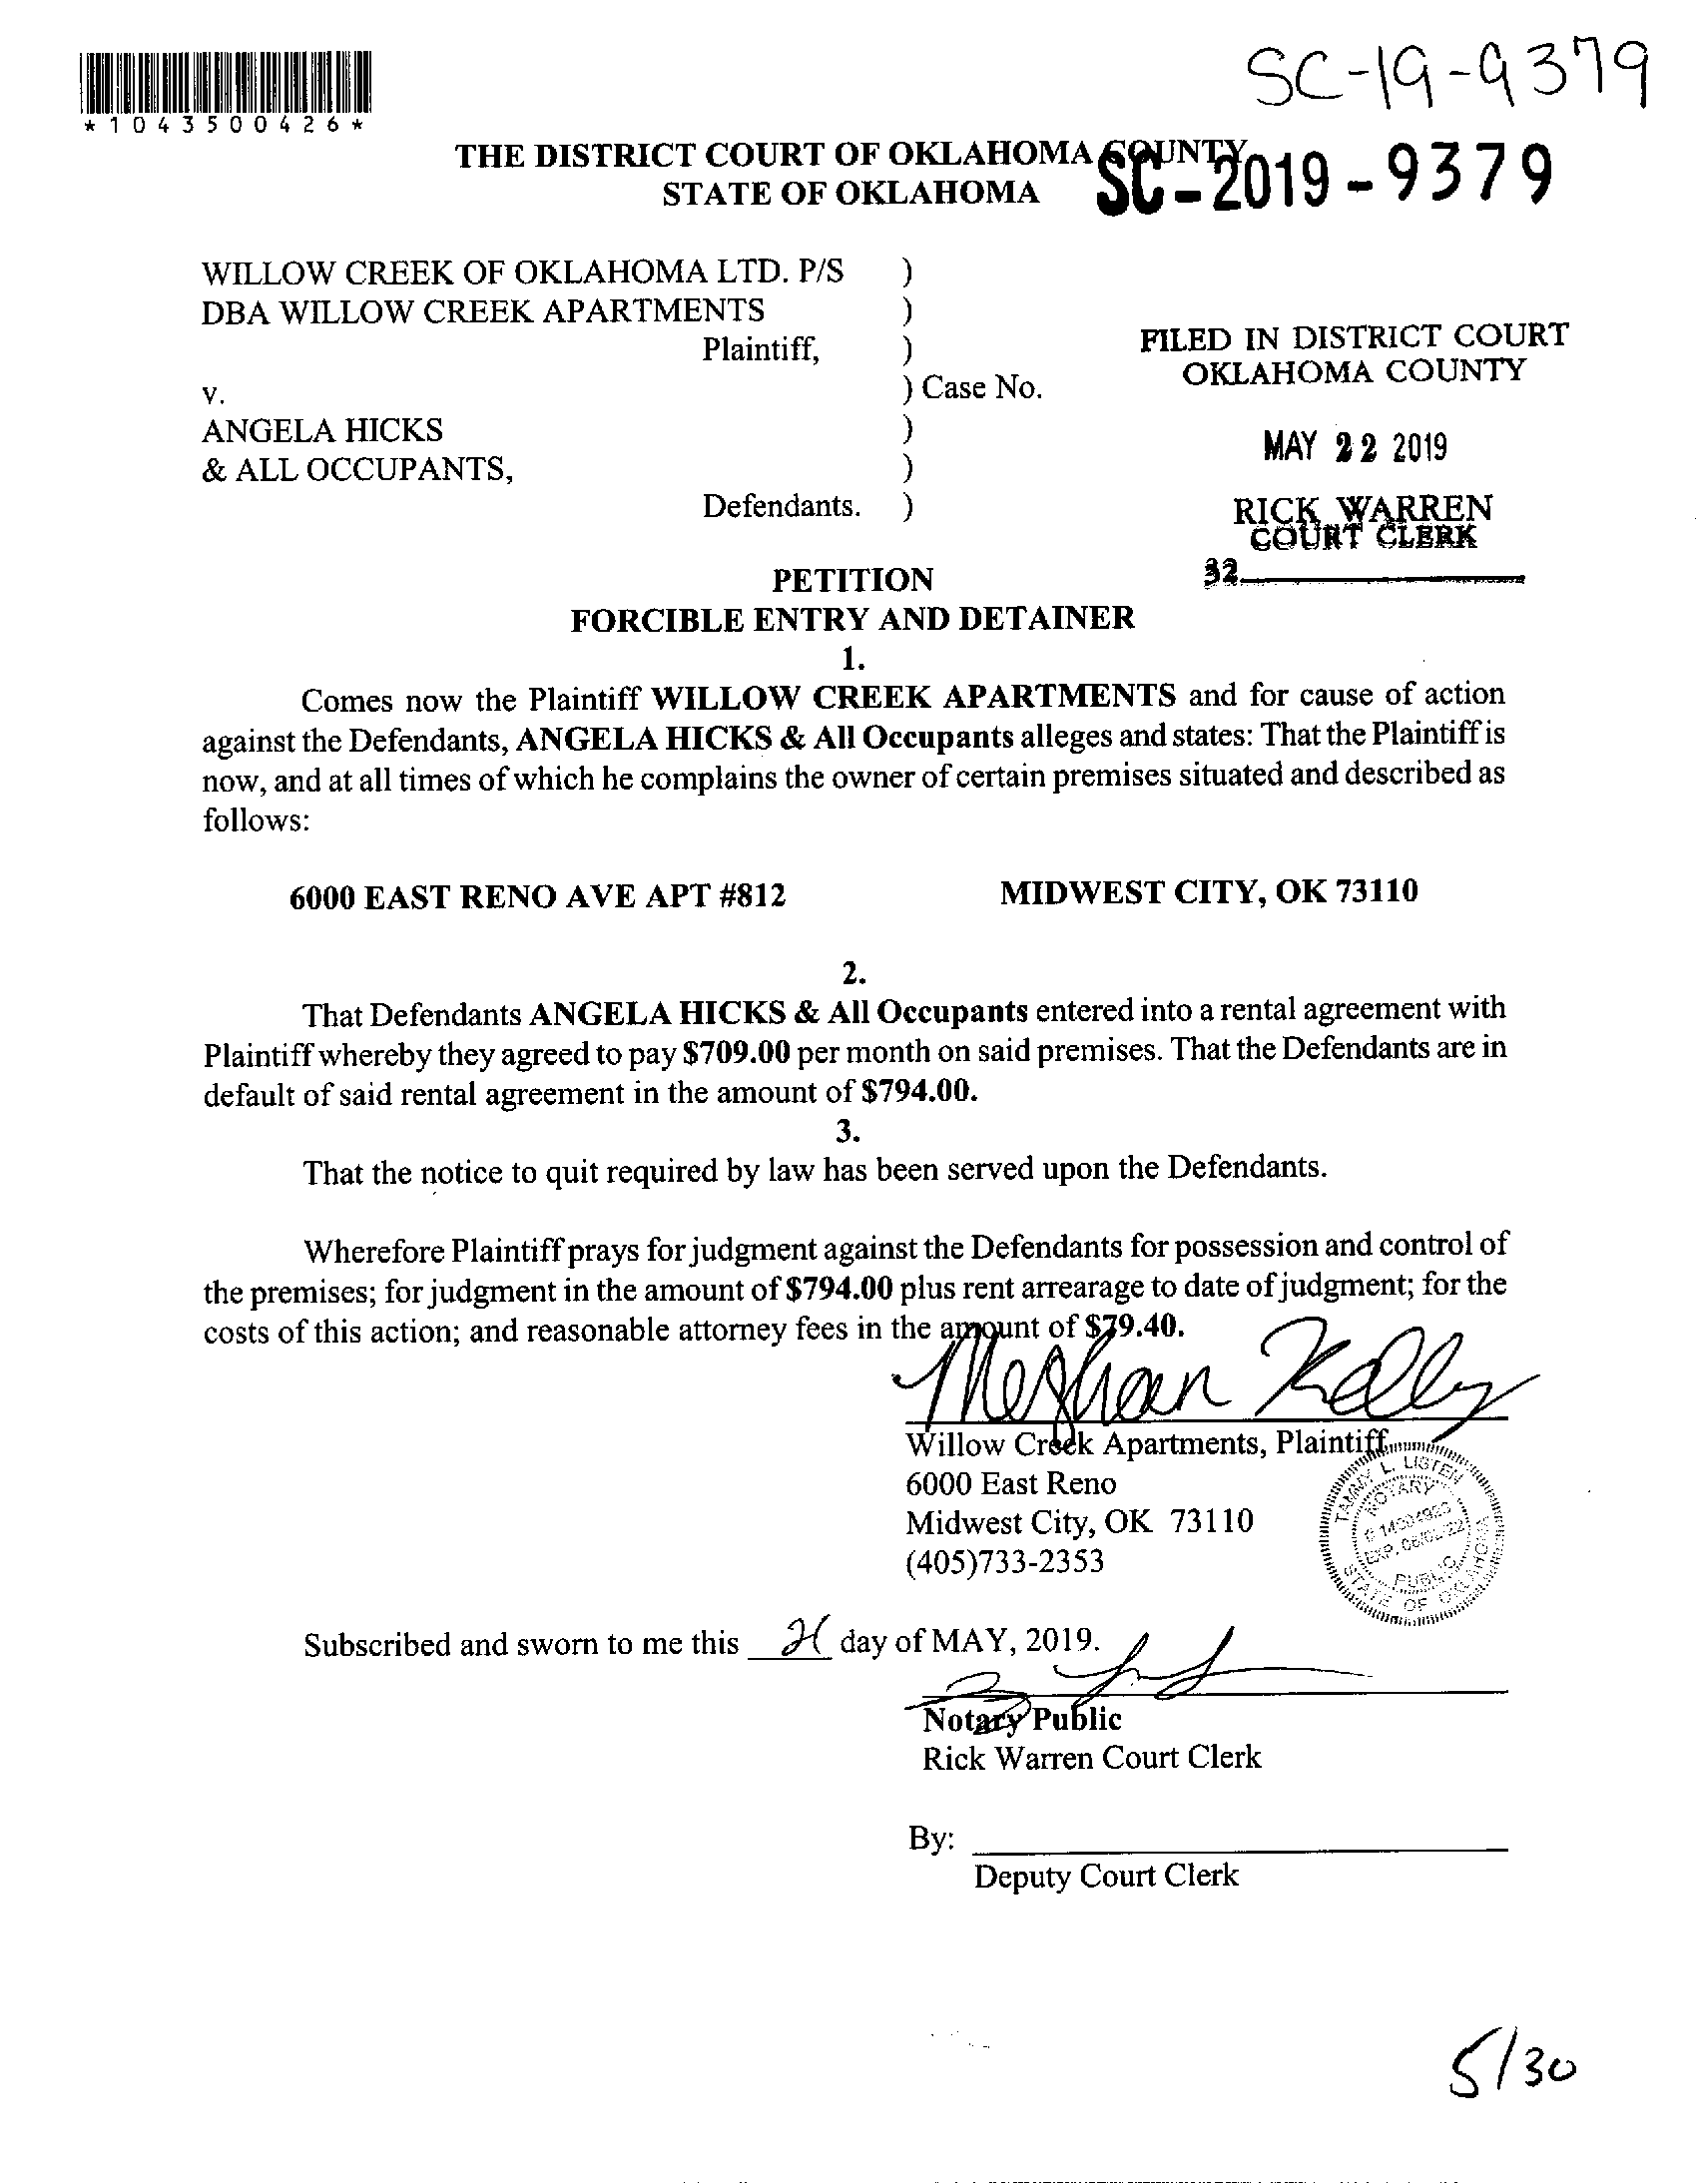 SC-19-9379
*1043500426*
THE DISTRICT COURT OF OKLAHOMA COUNTY
STATE OF OKLAHOMA
SC-2019-9379
WILLOW CREEK OF OKLAHOMA LTD. P/S )
DBA WILLOW CREEK APARTMENTS )
Plaintiff, )
v. ) Case No.
ANGELA HICKS )
& ALL OCCUPANTS, )
Defendants. )
FILED IN DISTRICT COURT
OKLAHOMA COUNTY
MAY 22 2019
RICK WARREN
COURT CLERK
32
PETITION
FORCIBLE ENTRY AND DETAINER
1.
Comes now the Plaintiff WILLOW CREEK APARTMENTS and for cause of action
against the Defendants, ANGELA HICKS & All Occupants alleges and states: That the Plaintiff is
now, and at all times of which he complains the owner of certain premises situated and described as
follows:
6000 EAST RENO AVE APT #812 MIDWEST CITY, OK 73110
2.
That Defendants ANGELA HICKS & All Occupants entered into a rental agreement with
Plaintiff whereby they agreed to pay $709.00 per month on said premises. That the Defendants are in
default of said rental agreement in the amount of $794.00.
3.
That the notice to quit required by law has been served upon the Defendants.
Wherefore Plaintiff prays for judgment against the Defendants for possession and control of
the premises; for judgment in the amount of $794.00 plus rent arrearage to date of judgment; for the
costs of this action; and reasonable attorney fees in the amount of $79.40.
Meghan Kelly
Willow Creek Apartments, Plaintiff
6000 East Reno
Midwest City, OK 73110
(405)733-2353
TAMMY L. LISTEN
NOTARY
PUBLIC
STATE OF OKLAHOMA
Subscribed and sworn to me this 21 day of MAY, 2019.
Notary Public
Rick Warren Court Clerk
By:
Deputy Court Clerk
5/30